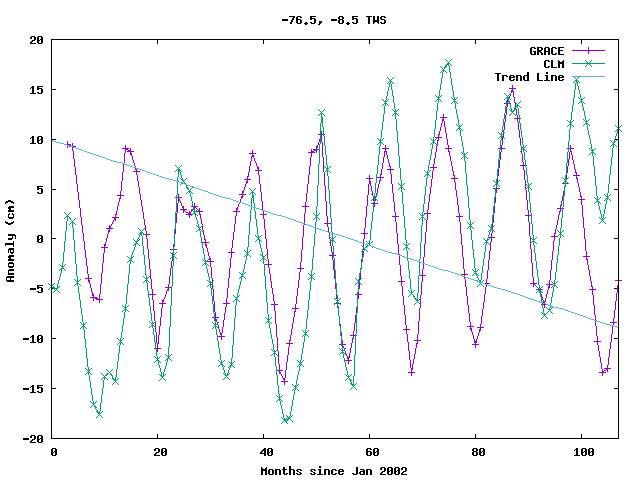 -76.5, -8.5 TWS
GRACE
CLM
Trend Line
20
15
10
5
0
-5
-10
-15
-20
Anomaly (cm)
0 20 40 60 80 100
Months since Jan 2002